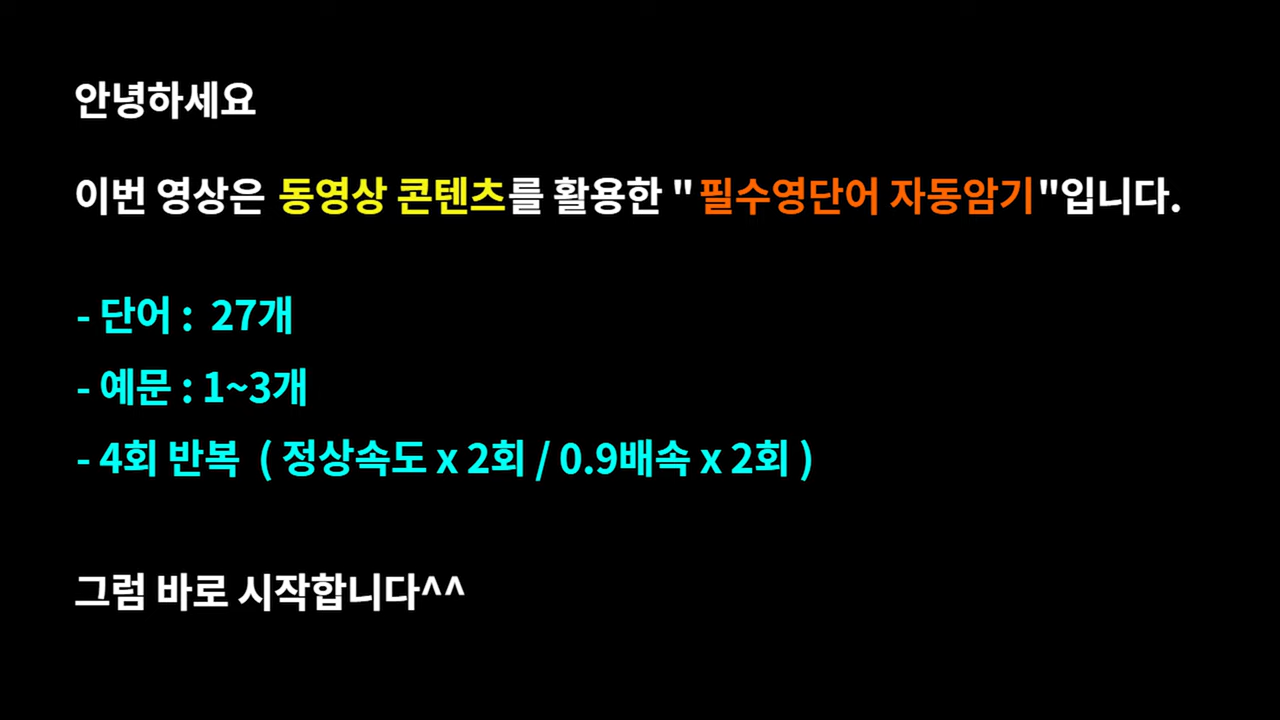 안녕하세요
이번 영상은 동영상 콘텐츠를 활용한 "필수영단어 자동암기"입니다.
- 단어 : 27개
- 예문 : 1~3개
- 4회 반복 ( 정상속도 x 2회 / 0.9배속 x 2회 )
그럼 바로 시작합니다^^